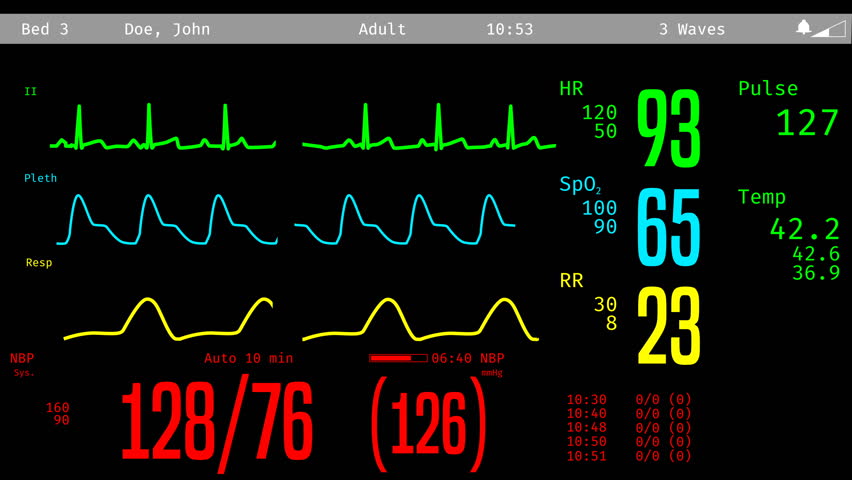 Bed 3 Doe, John Adult 10:53 3 Waves
II
HR
120
50
93
Pulse
127
Pleth
SpO₂
100
90
65
Temp
42.2
42.6
36.9
Resp
RR
30
8
23
NBP
Sys.
Auto 10 min
06:40 NBP
mmHg
160
90
128/76
(126)
10:30 0/0 (0)
10:40 0/0 (0)
10:48 0/0 (0)
10:50 0/0 (0)
10:51 0/0 (0)